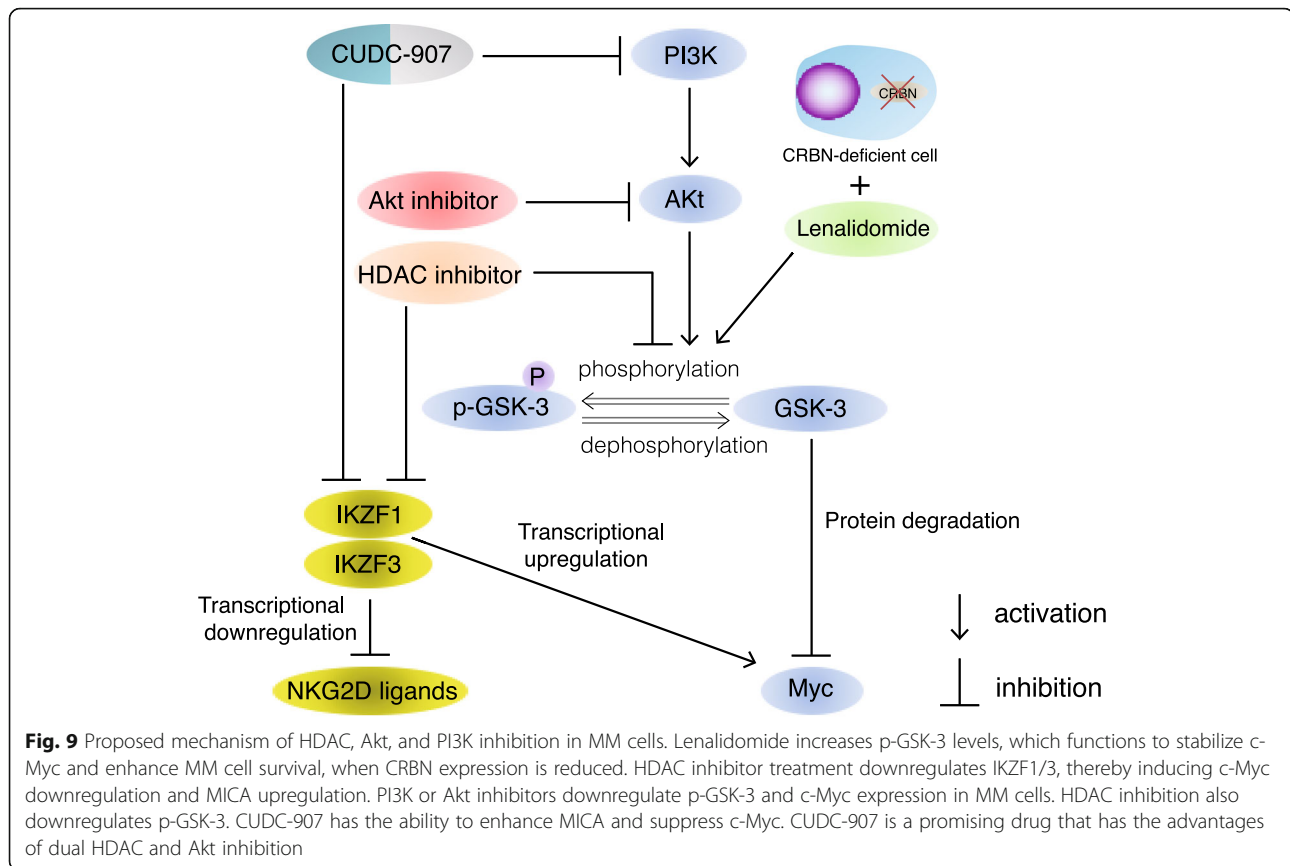 CUDC-907
PI3K
CRBN
CRBN-deficient cell
+
Akt inhibitor
AKt
Lenalidomide
HDAC inhibitor
phosphorylation
P
p-GSK-3
GSK-3
dephosphorylation
IKZF1
Transcriptional
upregulation
Protein degradation
IKZF3
Transcriptional
downregulation
activation
NKG2D ligands
Myc
inhibition
Fig. 9 Proposed mechanism of HDAC, Akt, and PI3K inhibition in MM cells. Lenalidomide increases p-GSK-3 levels, which functions to stabilize c-
Myc and enhance MM cell survival, when CRBN expression is reduced. HDAC inhibitor treatment downregulates IKZF1/3, thereby inducing c-Myc
downregulation and MICA upregulation. PI3K or Akt inhibitors downregulate p-GSK-3 and c-Myc expression in MM cells. HDAC inhibition also
downregulates p-GSK-3. CUDC-907 has the ability to enhance MICA and suppress c-Myc. CUDC-907 is a promising drug that has the advantages
of dual HDAC and Akt inhibition